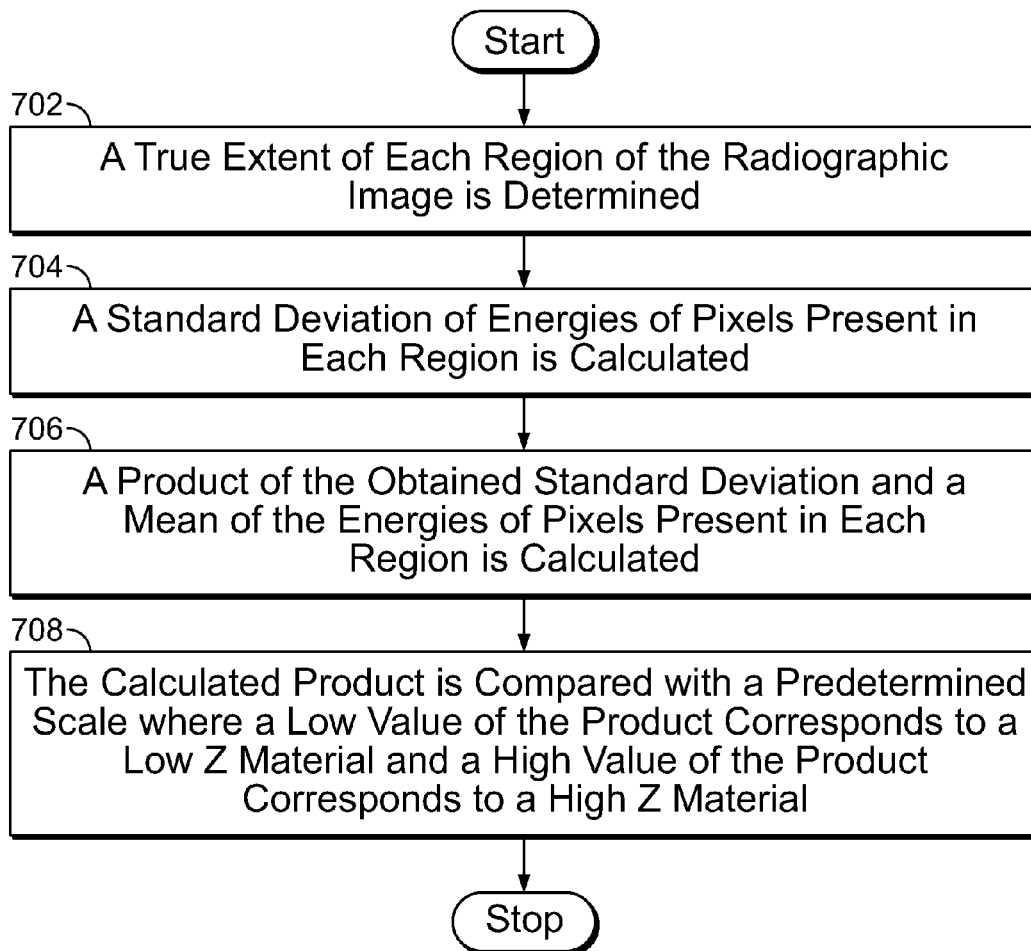 Start
702
A True Extent of Each Region of the Radiographic
Image is Determined
704
A Standard Deviation of Energies of Pixels Present in
Each Region is Calculated
706
A Product of the Obtained Standard Deviation and a
Mean of the Energies of Pixels Present in Each
Region is Calculated
708
The Calculated Product is Compared with a Predetermined
Scale where a Low Value of the Product Corresponds to a
Low Z Material and a High Value of the Product
Corresponds to a High Z Material
Stop